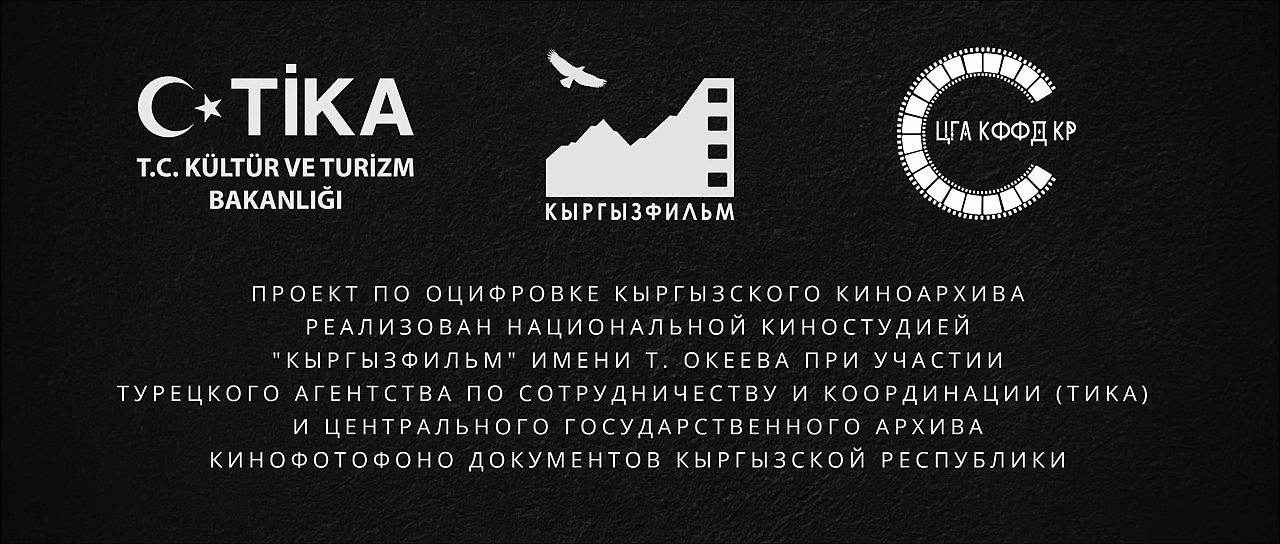 TİKA
T.C. KÜLTÜR VE TURİZM
BAKANLIĞI
КЫРГЫЗФИЛЬМ
ЦГА КФФД КР
ПРОЕКТ ПО ОЦИФРОВКЕ КЫРГЫЗСКОГО КИНОАРХИВА
РЕАЛИЗОВАН НАЦИОНАЛЬНОЙ КИНОСТУДИЕЙ
"КЫРГЫЗФИЛЬМ" ИМЕНИ Т. ОКЕЕВА ПРИ УЧАСТИИ
ТУРЕЦКОГО АГЕНТСТВА ПО СОТРУДНИЧЕСТВУ И КООРДИНАЦИИ (ТИКА)
И ЦЕНТРАЛЬНОГО ГОСУДАРСТВЕННОГО АРХИВА
КИНОФОТОФОНО ДОКУМЕНТОВ КЫРГЫЗСКОЙ РЕСПУБЛИКИ